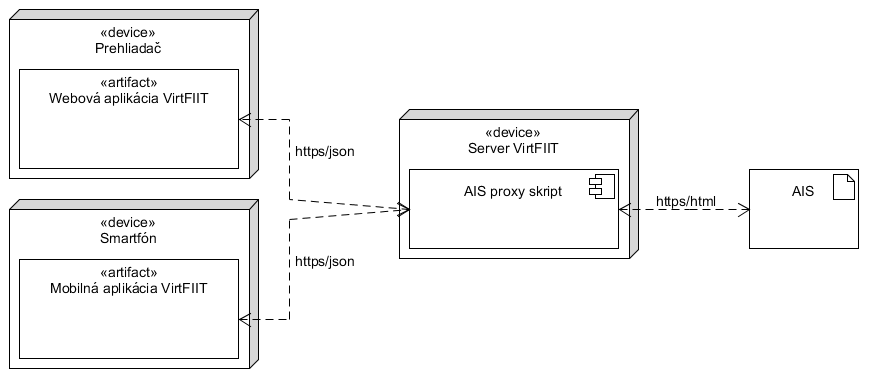 «device»
Prehliadač
«artifact»
Webová aplikácia VirtFIIT
https/json
«device»
Smartfón
«artifact»
Mobilná aplikácia VirtFIIT
https/json
«device»
Server VirtFIIT
AIS proxy skript
https/html
AIS